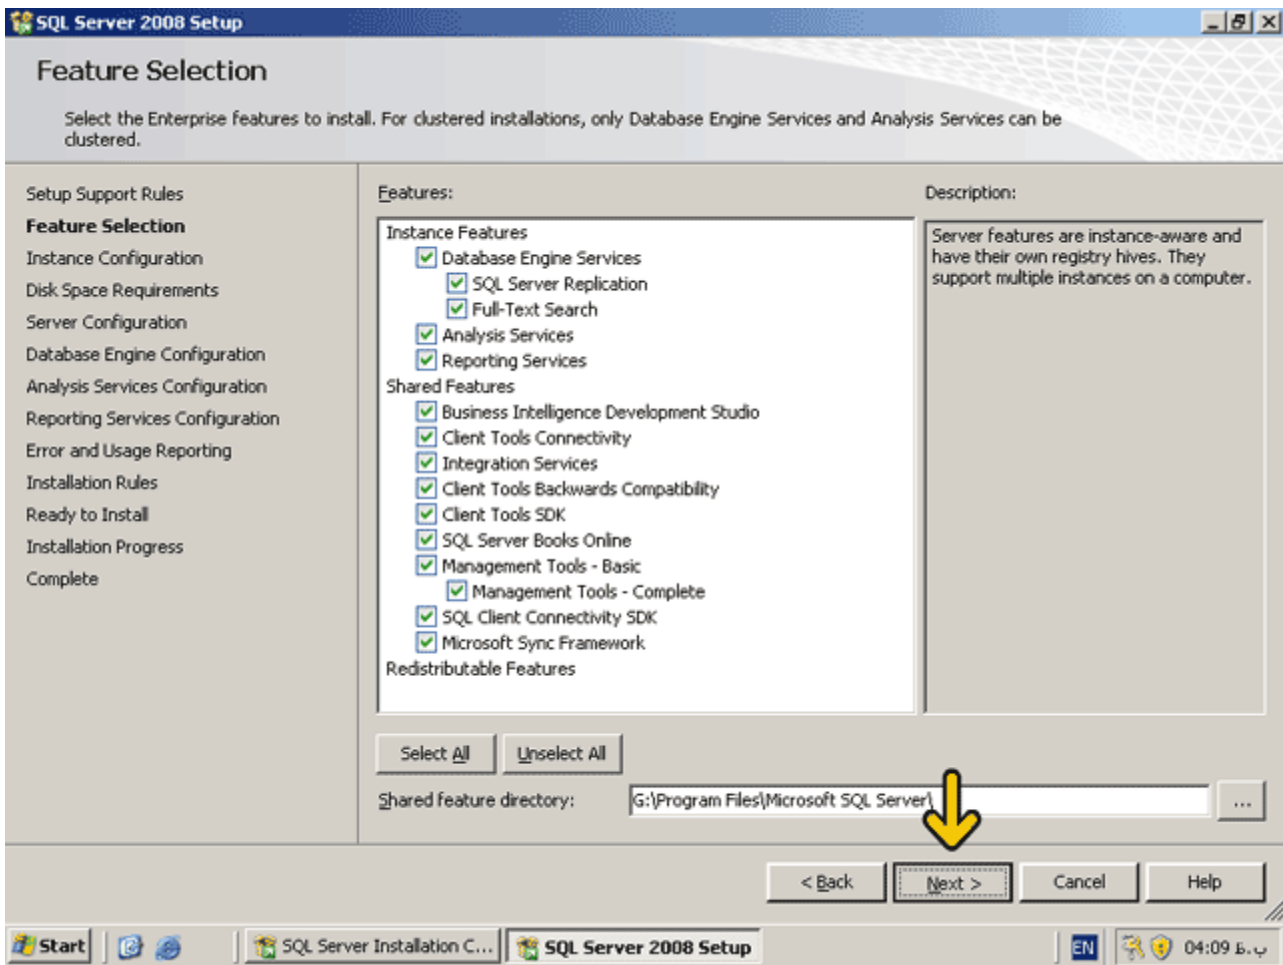 SQL Server 2008 Setup
Feature Selection
Select the Enterprise features to install. For clustered installations, only Database Engine Services and Analysis Services can be
clustered.
Setup Support Rules
Feature Selection
Instance Configuration
Disk Space Requirements
Server Configuration
Database Engine Configuration
Analysis Services Configuration
Reporting Services Configuration
Error and Usage Reporting
Installation Rules
Ready to Install
Installation Progress
Complete
Features:
Instance Features
Database Engine Services
SQL Server Replication
Full-Text Search
Analysis Services
Reporting Services
Shared Features
Business Intelligence Development Studio
Client Tools Connectivity
Integration Services
Client Tools Backwards Compatibility
Client Tools SDK
SQL Server Books Online
Management Tools - Basic
Management Tools - Complete
SQL Client Connectivity SDK
Microsoft Sync Framework
Redistributable Features
Description:
Server features are instance-aware and
have their own registry hives. They
support multiple instances on a computer.
Select All
Unselect All
Shared feature directory:
G:\Program Files\Microsoft SQL Server\
...
< Back
Next >
Cancel
Help
Start
SQL Server Installation C...
SQL Server 2008 Setup
EN
04:09 ب.ظ